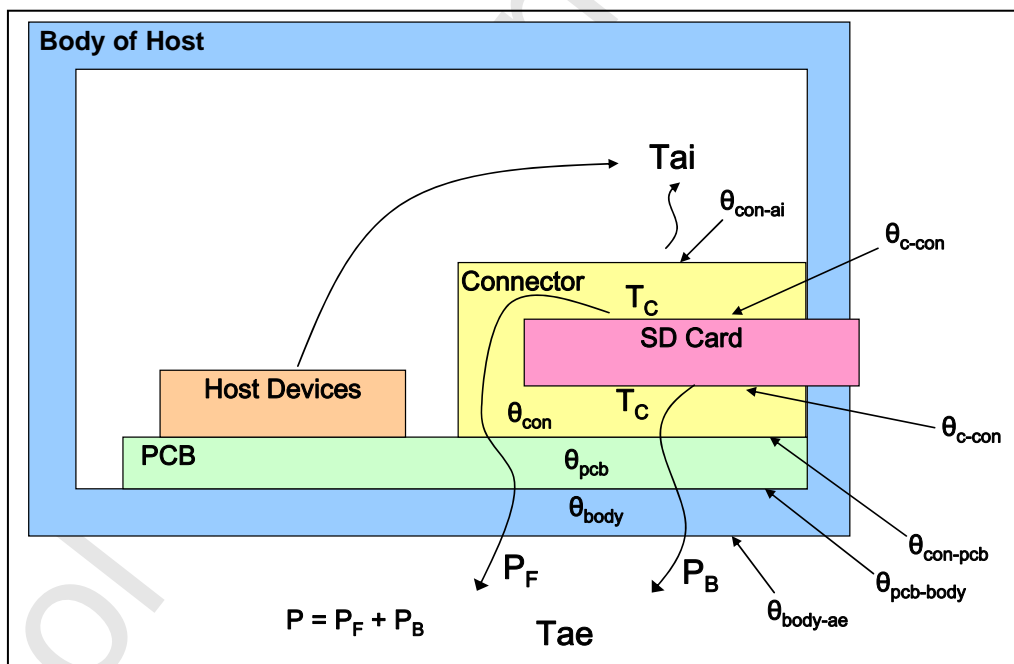 Body of Host
Tai
θcon-ai
θc-con
Connector
TC
SD Card
Host Devices
TC
θcon
θc-con
PCB
θpcb
θbody
θcon-pcb
PF
PB
θpcb-body
θbody-ae
P = PF + PB
Tae